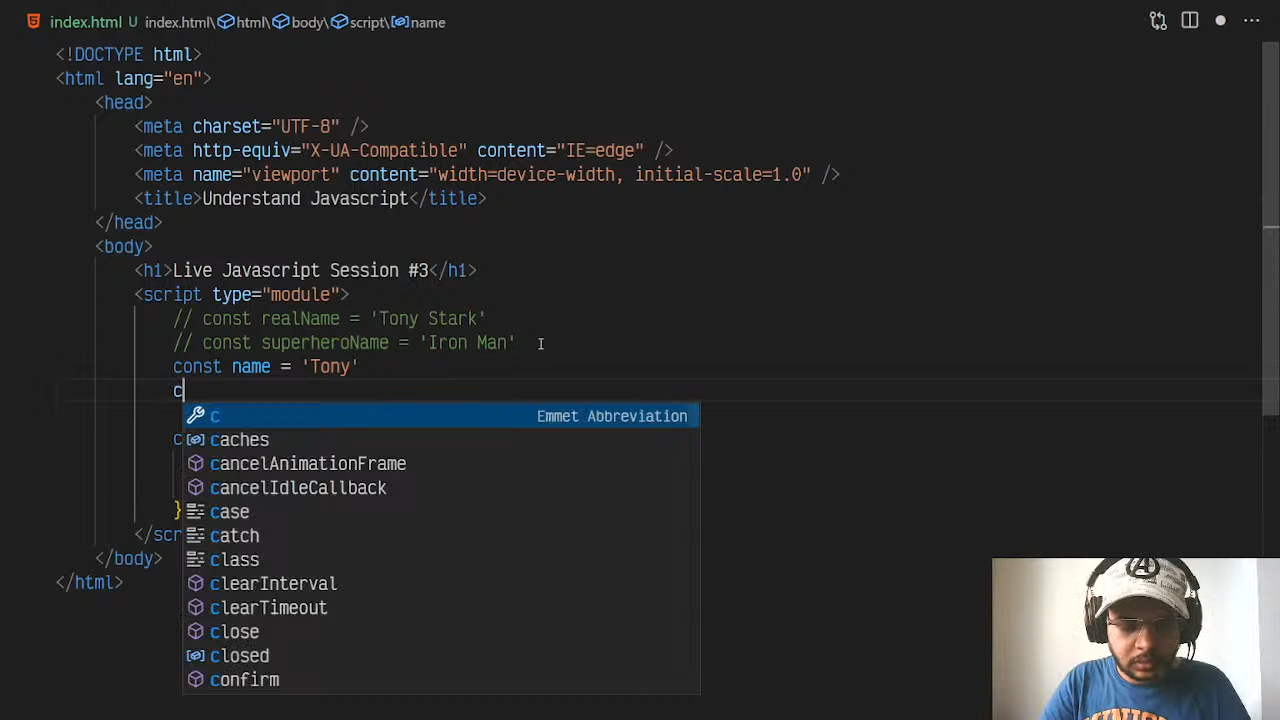 index.html U index.html\html\body\script\name
<!DOCTYPE html>
<html lang="en">
<head>
<meta charset="UTF-8" />
<meta http-equiv="X-UA-Compatible" content="IE=edge" />
<meta name="viewport" content="width=device-width, initial-scale=1.0" />
<title>Understand Javascript</title>
</head>
<body>
<h1>Live Javascript Session #3</h1>
<script type="module">
// const realName = 'Tony Stark'
// const superheroName = 'Iron Man'
const name = 'Tony'
c
c Emmet Abbreviation
c caches
cancelAnimationFrame
cancelIdleCallback
case
} catch
</scr class
</body> clearInterval
</html> clearTimeout
close
closed
confirm